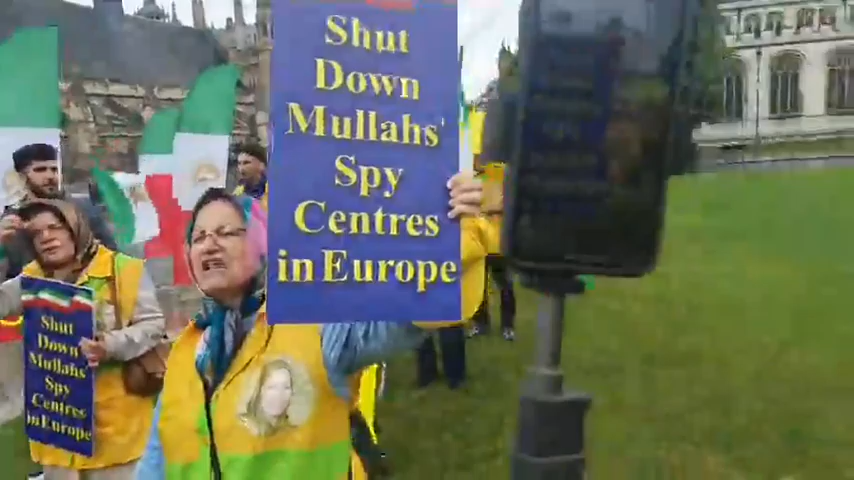 Shut
Down
Mullahs'
Spy
Centres
in Europe
Shut
Down
Mullahs'
Spy
Centres
in Europe